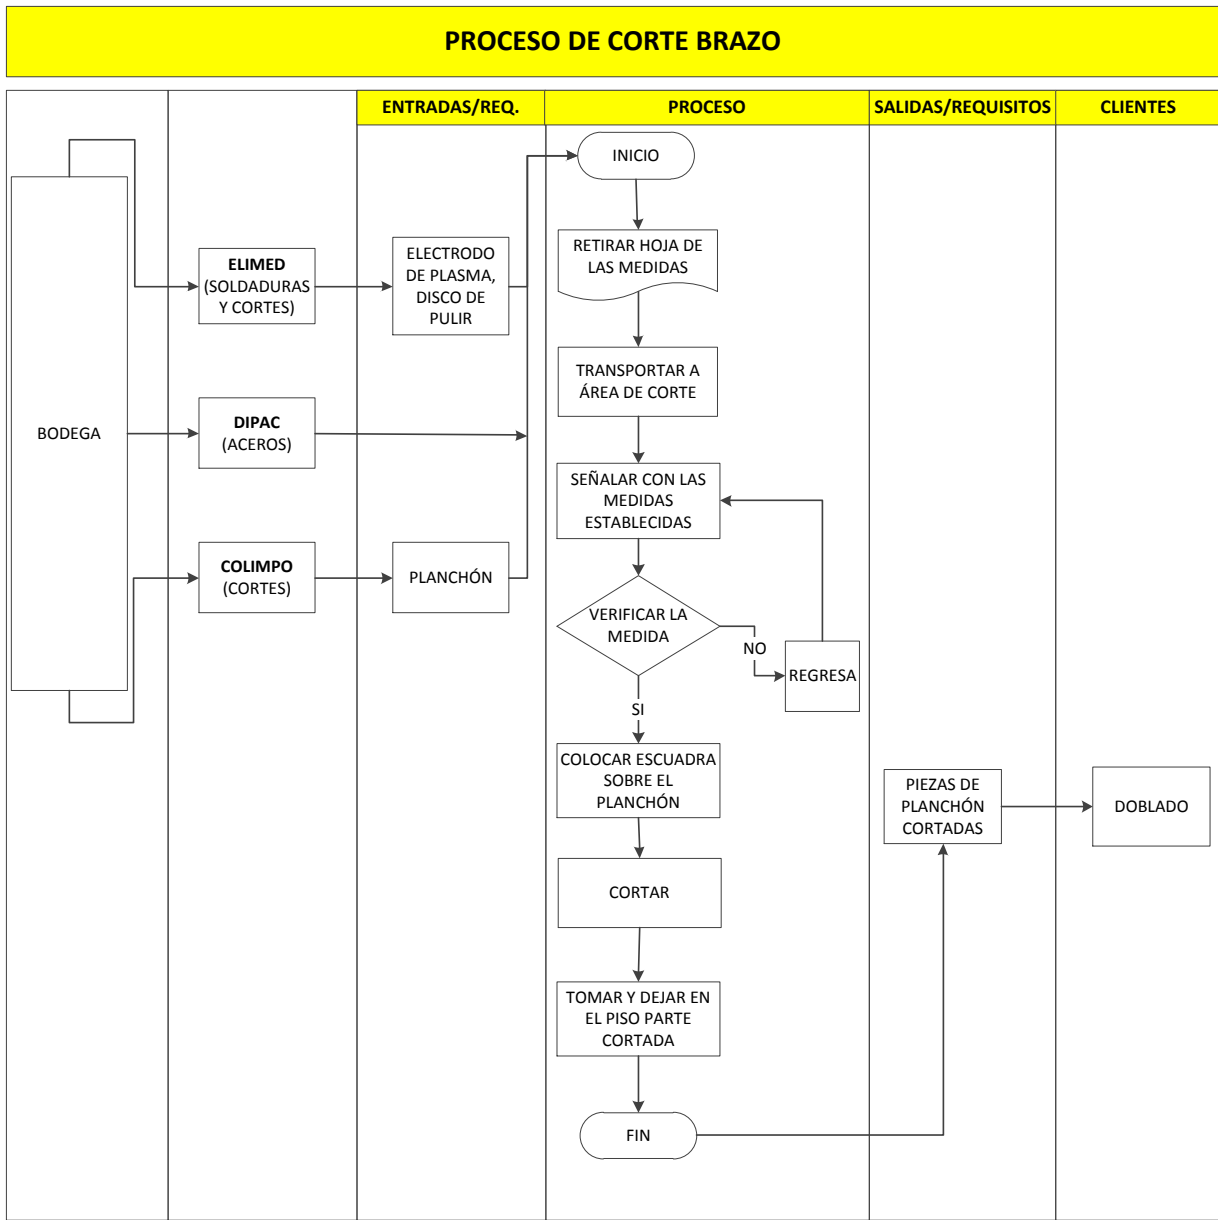 PROCESO DE CORTE BRAZO
ENTRADAS/REQ.
PROCESO
SALIDAS/REQUISITOS
CLIENTES
BODEGA
ELIMED
(SOLDADURAS
Y CORTES)
DIPAC
(ACEROS)
COLIMPO
(CORTES)
ELECTRODO
DE PLASMA,
DISCO DE
PULIR
PLANCHÓN
INICIO
RETIRAR HOJA DE
LAS MEDIDAS
TRANSPORTAR A
ÁREA DE CORTE
SEÑALAR CON LAS
MEDIDAS
ESTABLECIDAS
VERIFICAR LA
MEDIDA
NO
REGRESA
SI
COLOCAR ESCUADRA
SOBRE EL
PLANCHÓN
CORTAR
TOMAR Y DEJAR EN
EL PISO PARTE
CORTADA
FIN
PIEZAS DE
PLANCHÓN
CORTADAS
DOBLADO